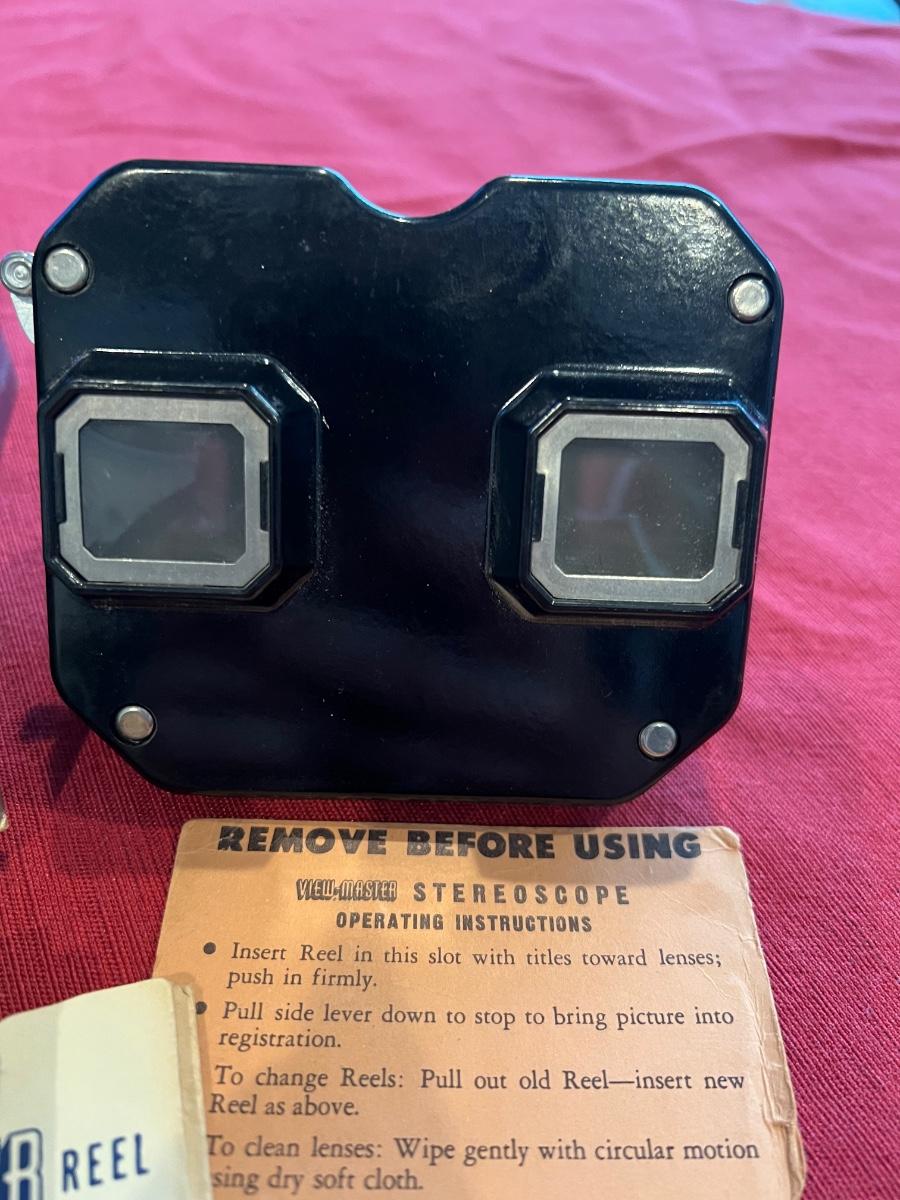 REMOVE BEFORE USING
VIEW-MASTER STEREOSCOPE
OPERATING INSTRUCTIONS
● Insert Reel in this slot with titles toward lenses;
push in firmly.
● Pull side lever down to stop to bring picture into
registration.
To change Reels: Pull out old Reel—insert new
Reel as above.
To clean lenses: Wipe gently with circular motion
sing dry soft cloth.
R REEL